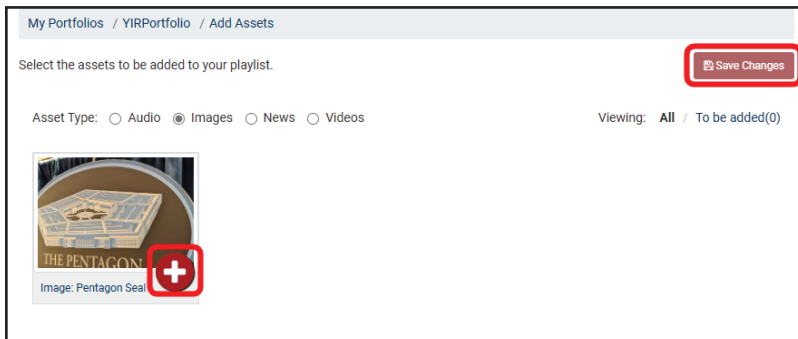 My Portfolios / YIRPortfolio / Add Assets
Select the assets to be added to your playlist.
Save Changes
Asset Type: Audio Images News Videos
Viewing: All / To be added(0)
THE PENTAGON
Image: Pentagon Seal